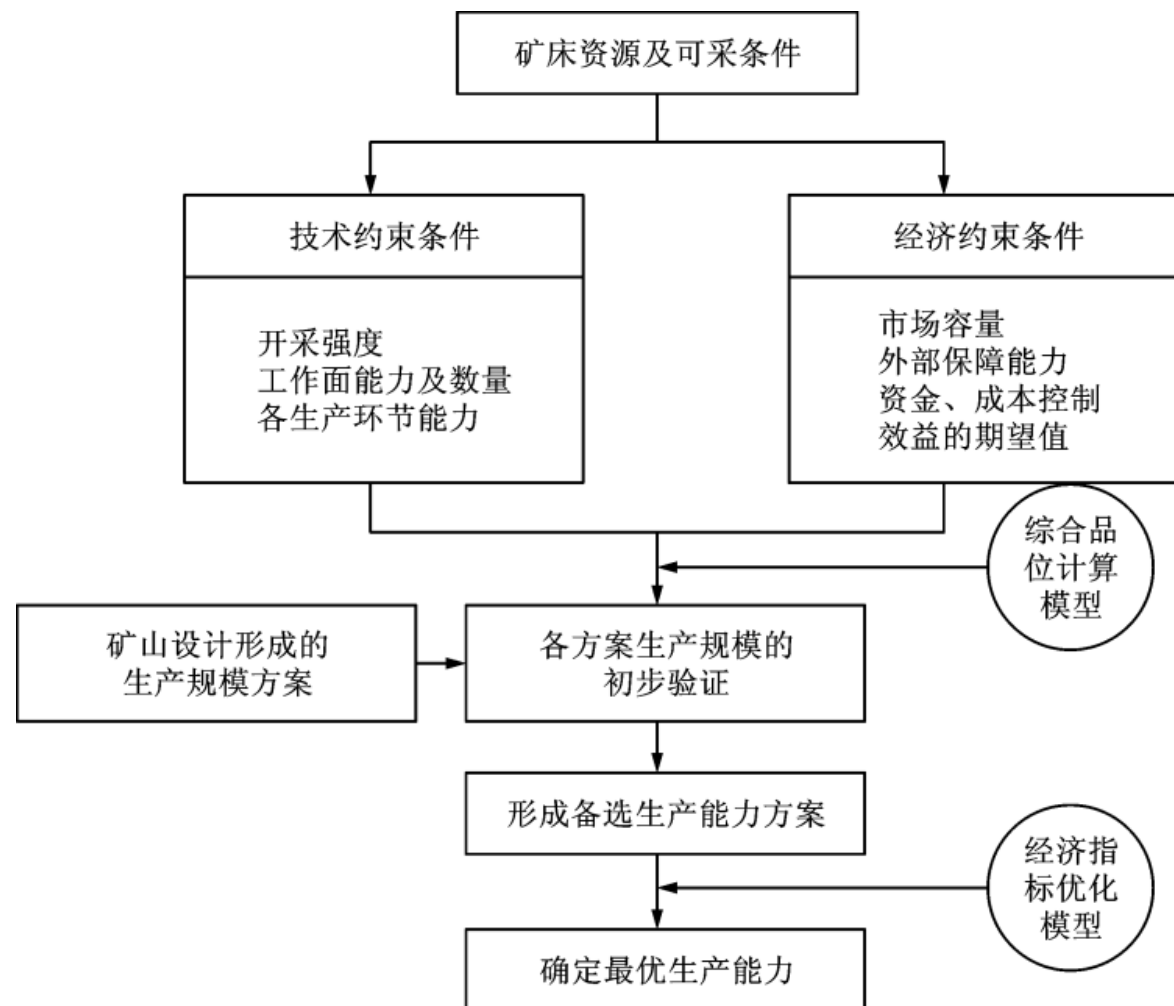 矿床资源及可采条件
技术约束条件
开采强度
工作面能力及数量
各生产环节能力
经济约束条件
市场容量
外部保障能力
资金、成本控制
效益的期望值
综合品
位计算
模型
矿山设计形成的
生产规模方案
各方案生产规模的
初步验证
形成备选生产能力方案
经济指
标优化
模型
确定最优生产能力